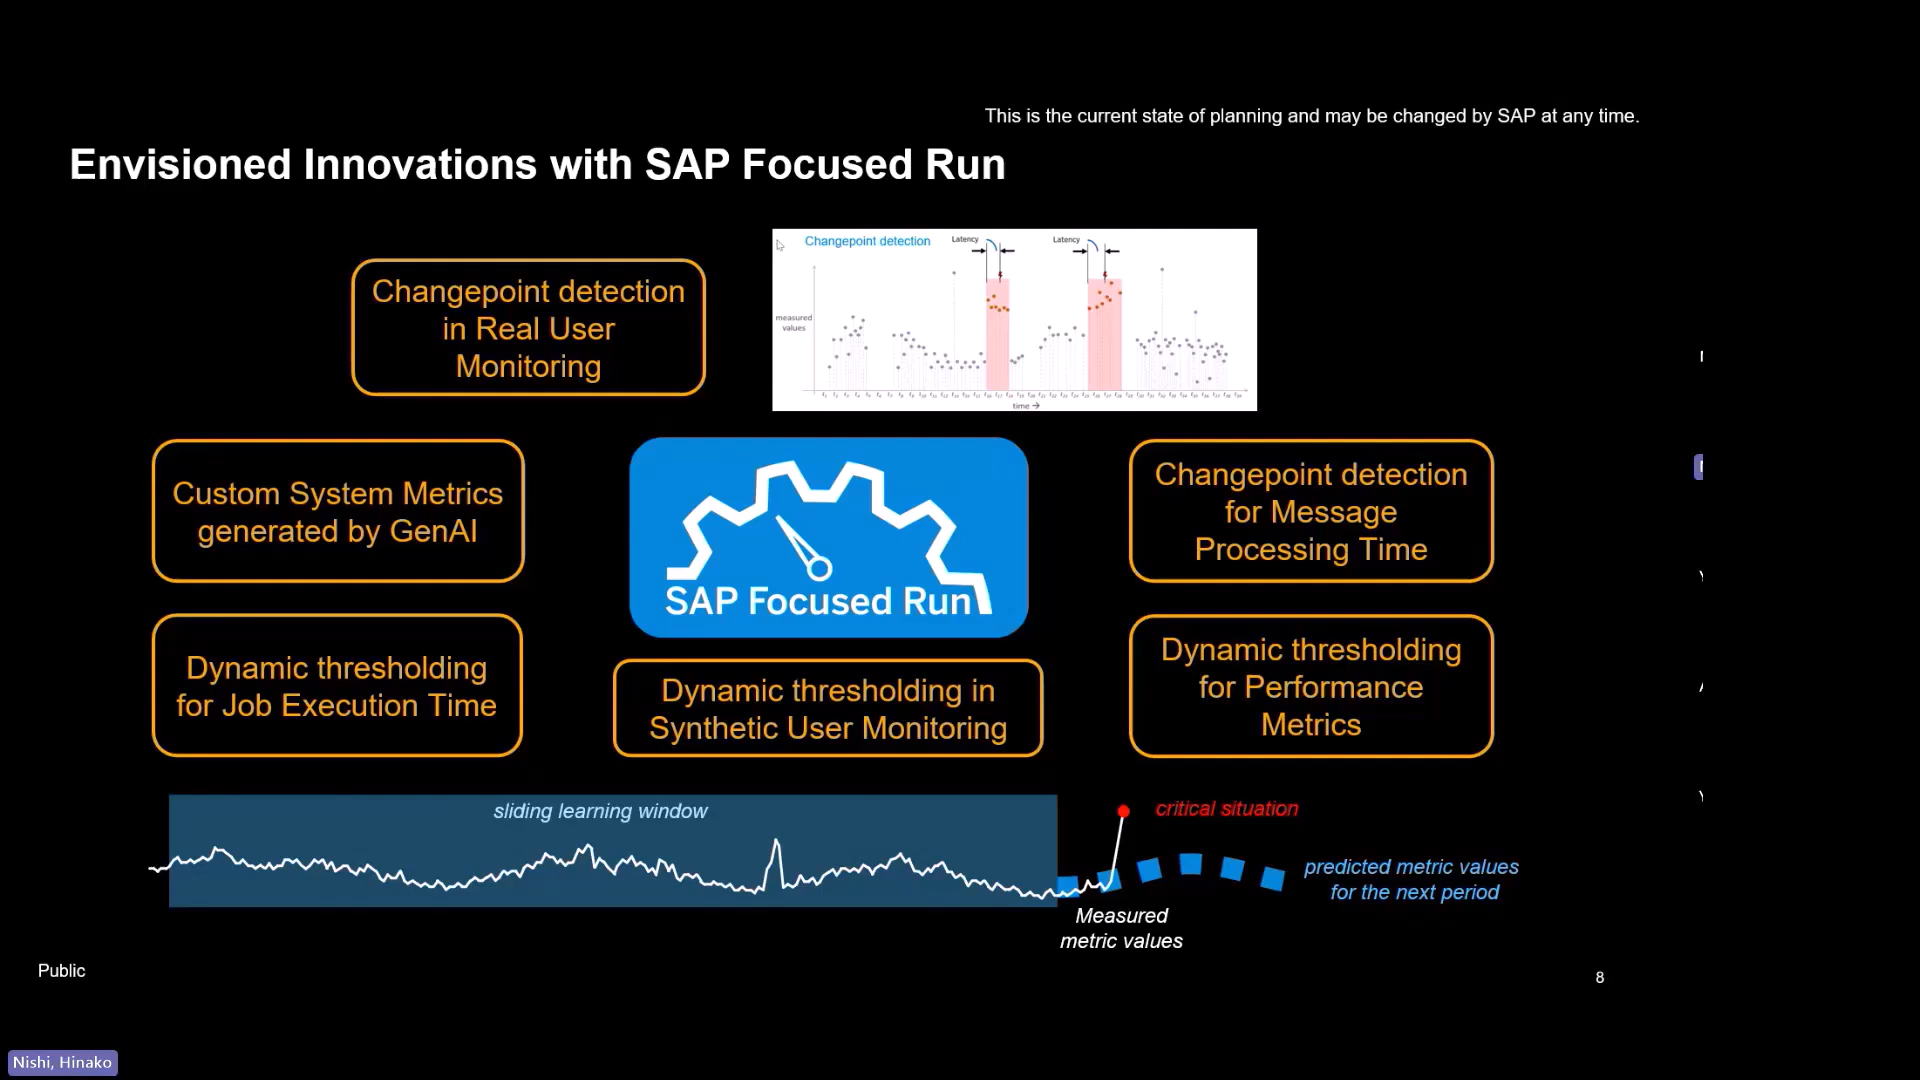 This is the current state of planning and may be changed by SAP at any time.
Envisioned Innovations with SAP Focused Run
Changepoint detection
Latency
Latency
measured
values
time →
Changepoint detection
in Real User
Monitoring
Custom System Metrics
generated by GenAI
SAP Focused Run
Changepoint detection
for Message
Processing Time
Dynamic thresholding
for Job Execution Time
Dynamic thresholding in
Synthetic User Monitoring
Dynamic thresholding
for Performance
Metrics
sliding learning window
critical situation
predicted metric values
for the next period
Measured
metric values
Public
8
Nishi, Hinako